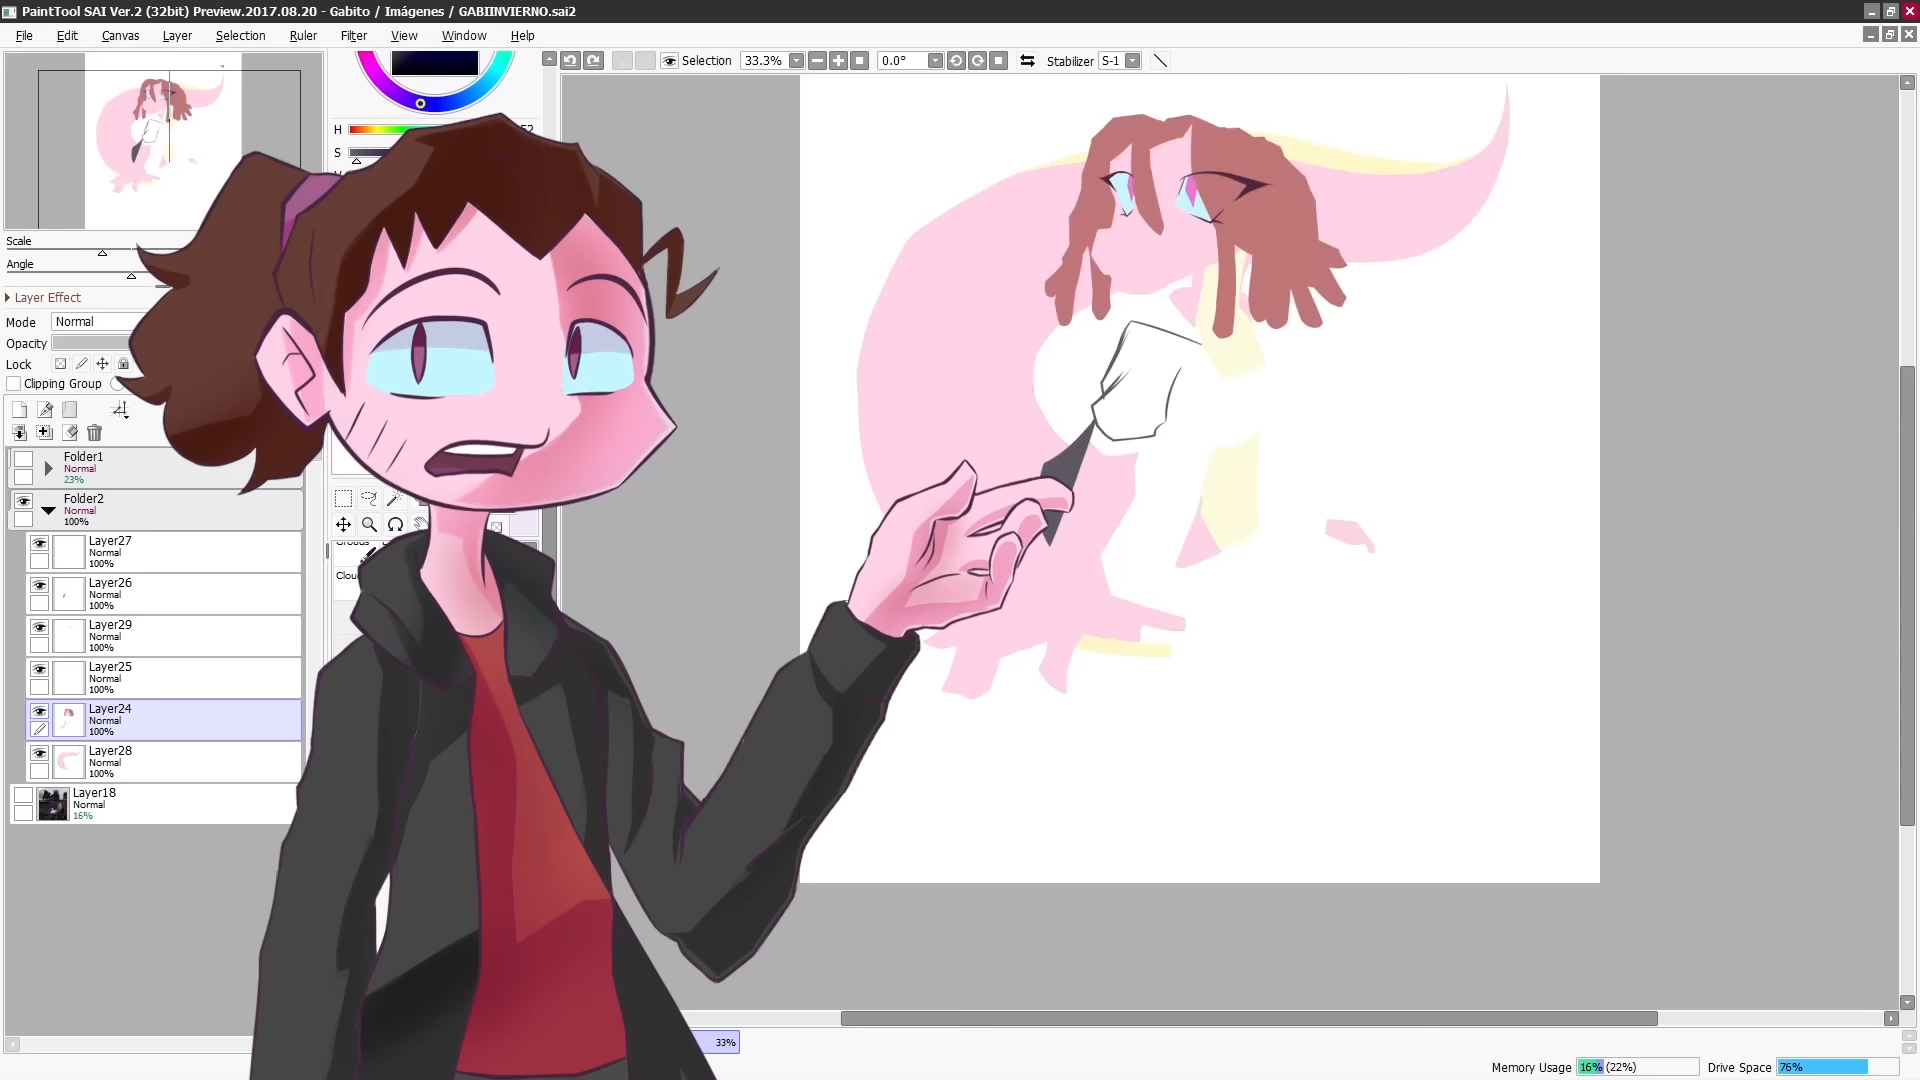 PaintTool SAI Ver.2 (32bit) Preview.2017.08.20 - Gabito / Imágenes / GABIINVIERNO.sai2
File Edit Canvas Layer Selection Ruler Filter View Window Help
Selection 33.3% 0.0° Stabilizer S-1
H
S
Scale
Angle
Layer Effect
Mode Normal
Opacity
Lock
Clipping Group
Folder1
Normal
23%
Folder2
Normal
100%
Layer27
Normal
100%
Layer26
Normal
100%
Layer29
Normal
100%
Layer25
Normal
100%
Layer24
Normal
100%
Layer28
Normal
100%
Layer18
Normal
16%
33%
Memory Usage 16% (22%) Drive Space 76%